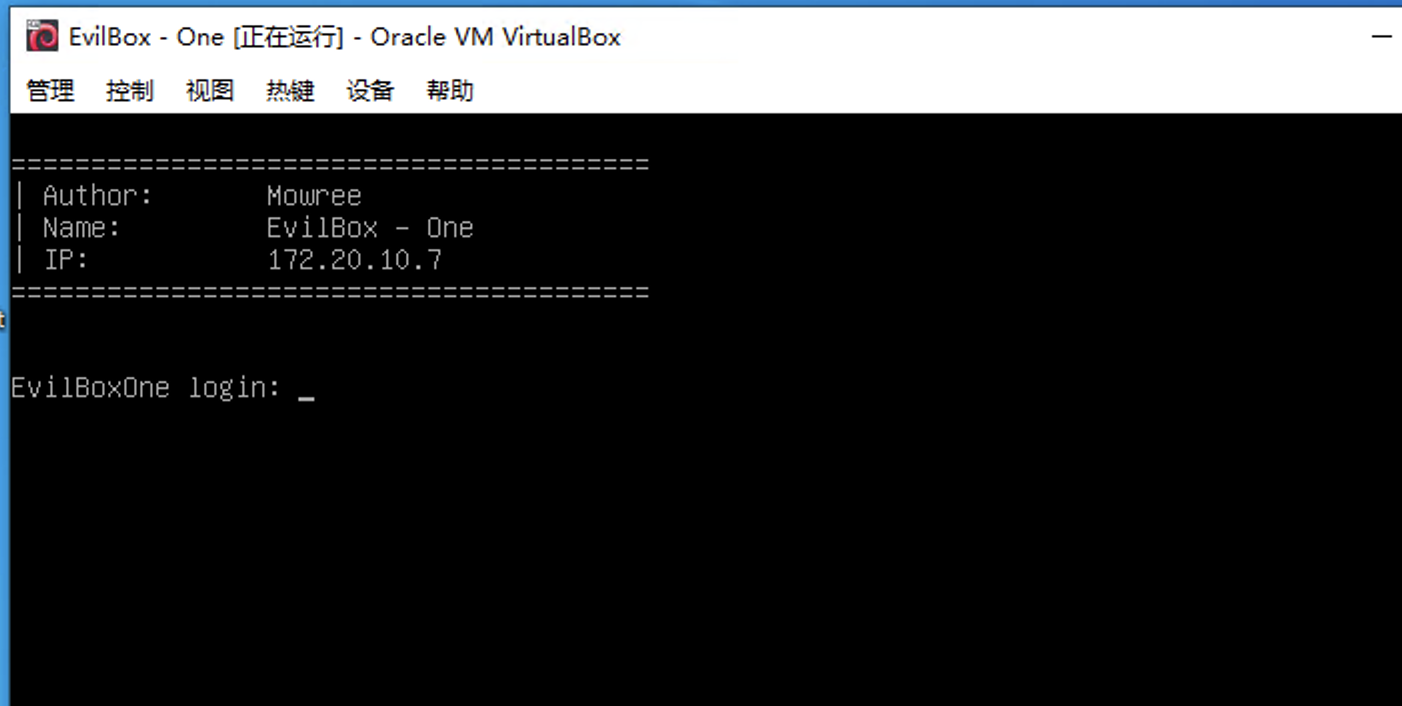 EvilBox - One [正在运行] - Oracle VM VirtualBox
管理 控制 视图 热键 设备 帮助
========================================
| Author: Mowree
| Name: EvilBox - One
| IP: 172.20.10.7
========================================
EvilBoxOne login: _